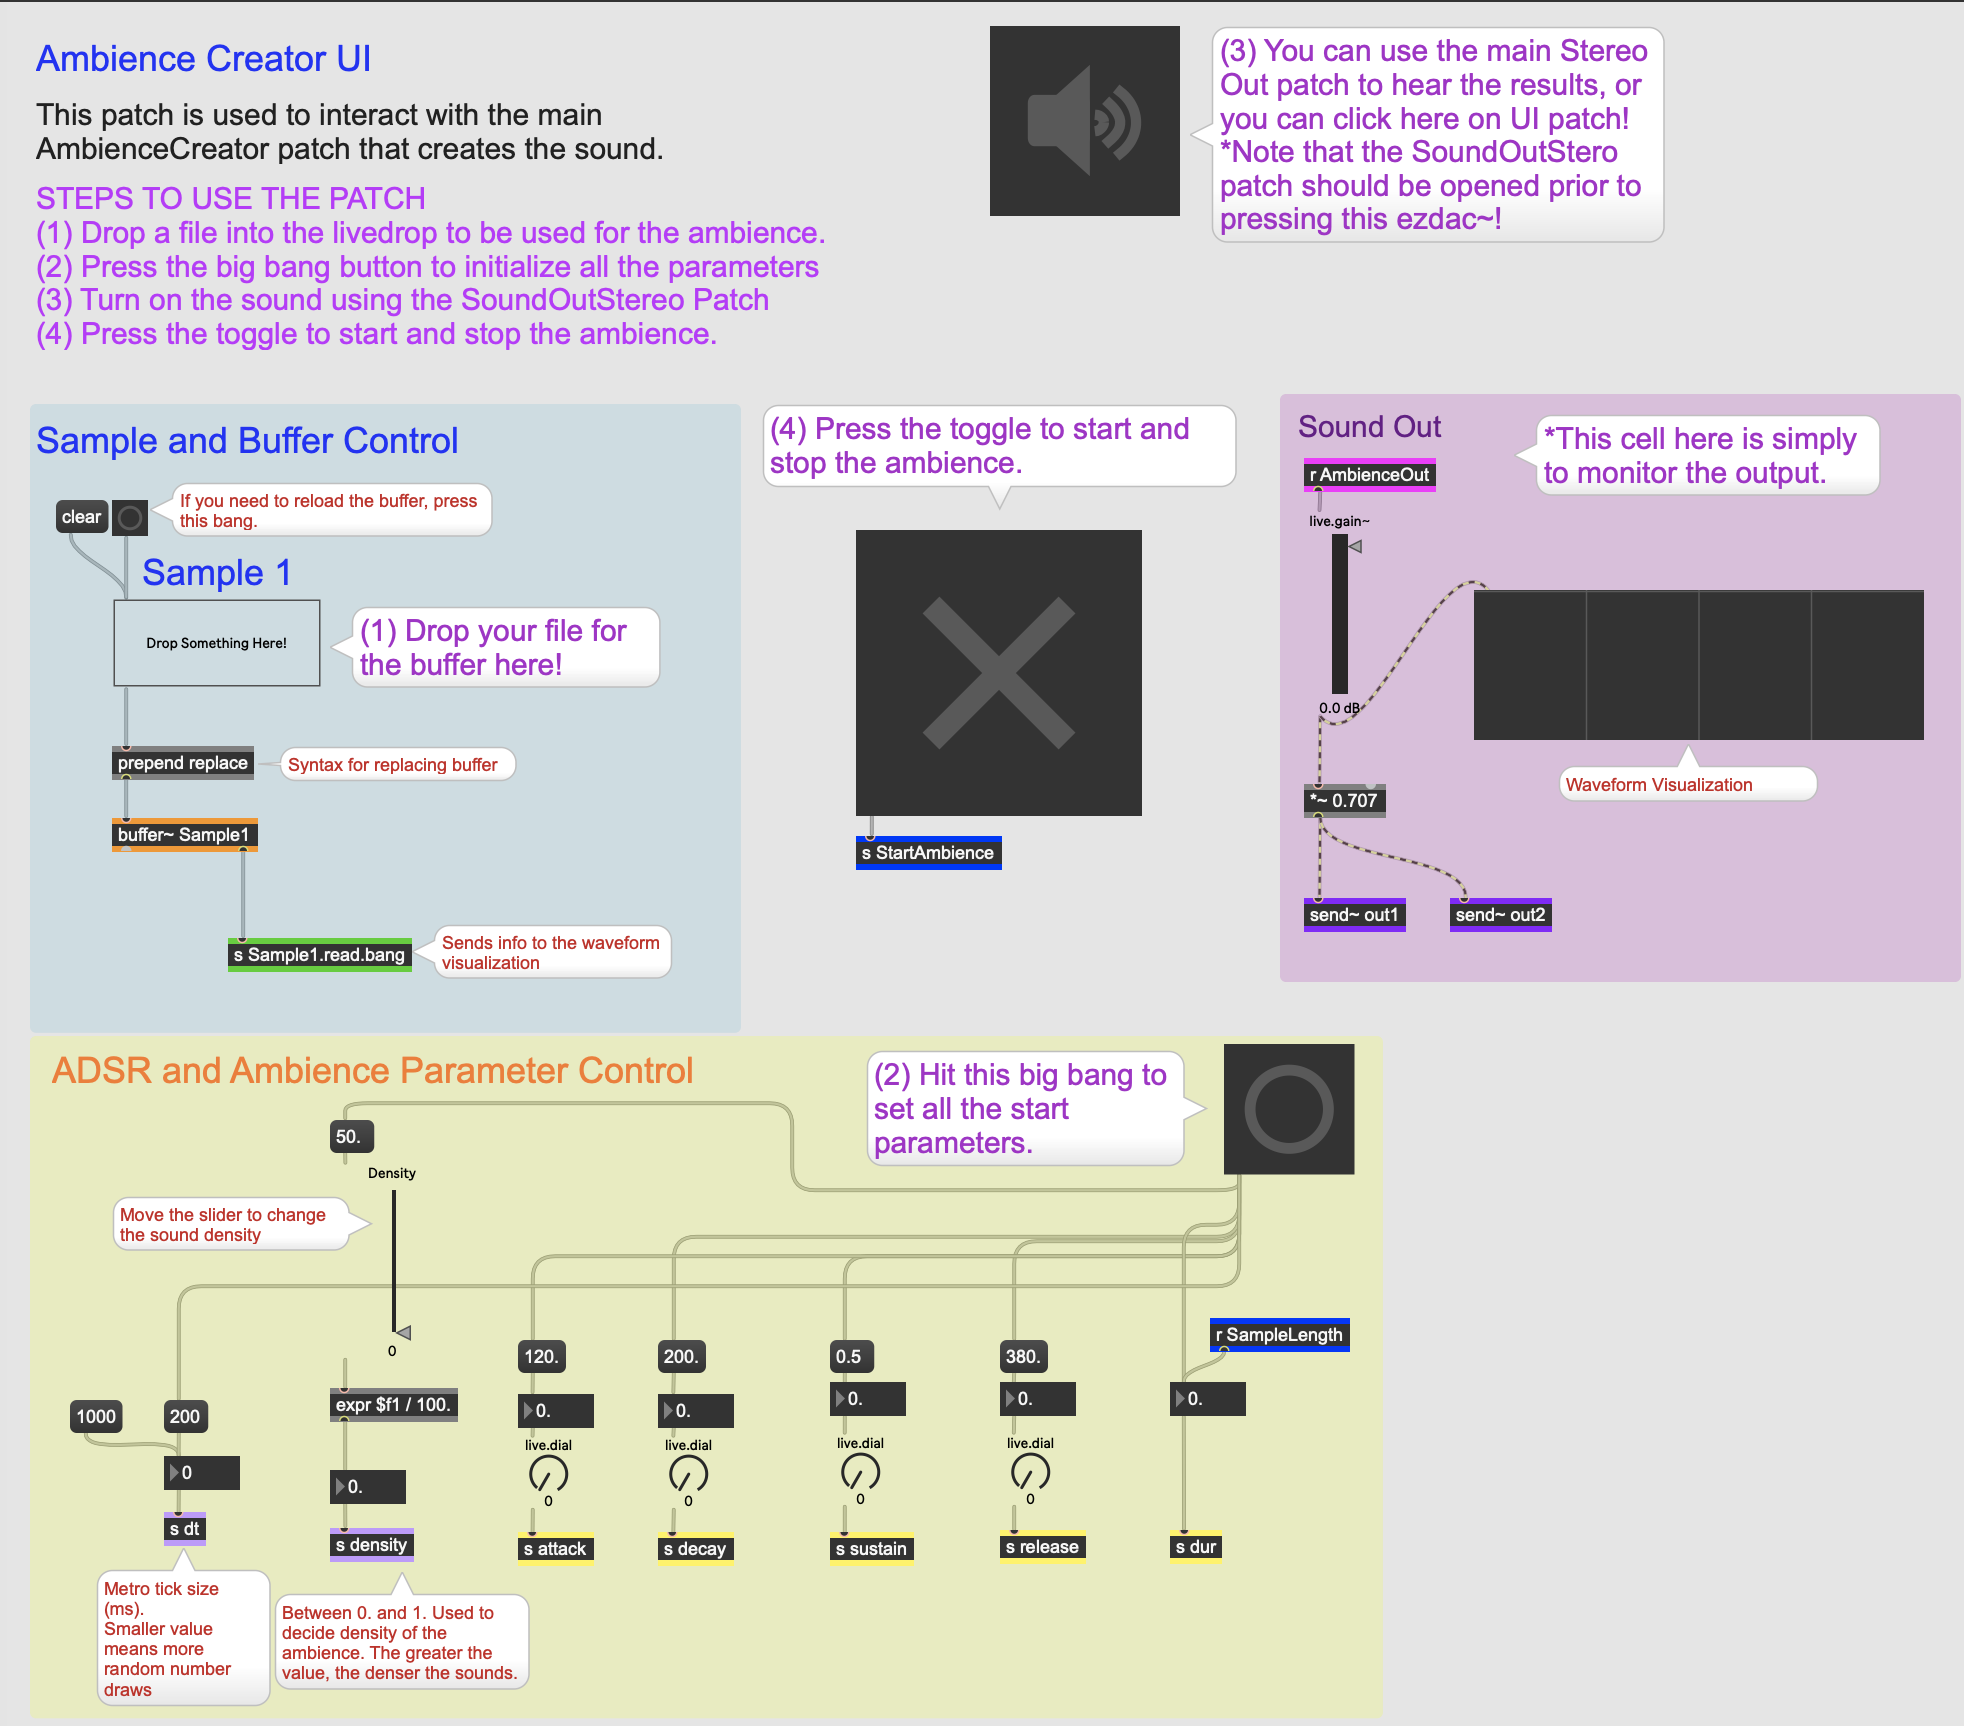 Ambience Creator UI
This patch is used to interact with the main
AmbienceCreator patch that creates the sound.
STEPS TO USE THE PATCH
(1) Drop a file into the livedrop to be used for the ambience.
(2) Press the big bang button to initialize all the parameters
(3) Turn on the sound using the SoundOutStereo Patch
(4) Press the toggle to start and stop the ambience.
(3) You can use the main Stereo
Out patch to hear the results, or
you can click here on UI patch!
*Note that the SoundOutStero
patch should be opened prior to
pressing this ezdac~!
Sample and Buffer Control
clear
If you need to reload the buffer, press
this bang.
Sample 1
Drop Something Here!
(1) Drop your file for
the buffer here!
prepend replace
Syntax for replacing buffer
buffer~ Sample1
s Sample1.read.bang
Sends info to the waveform
visualization
(4) Press the toggle to start and
stop the ambience.
s StartAmbience
Sound Out
*This cell here is simply
to monitor the output.
r AmbienceOut
live.gain~
0.0 dB
Waveform Visualization
*~ 0.707
send~ out1
send~ out2
ADSR and Ambience Parameter Control
(2) Hit this big bang to
set all the start
parameters.
50.
Density
Move the slider to change
the sound density
0
r SampleLength
120.
200.
0.5
380.
1000
200
expr $f1 / 100.
0.
0.
0.
0.
0.
live.dial
live.dial
live.dial
live.dial
0
0.
0
0
0
0
s dt
s density
s attack
s decay
s sustain
s release
s dur
Metro tick size
(ms).
Smaller value
means more
random number
draws
Between 0. and 1. Used to
decide density of the
ambience. The greater the
value, the denser the sounds.